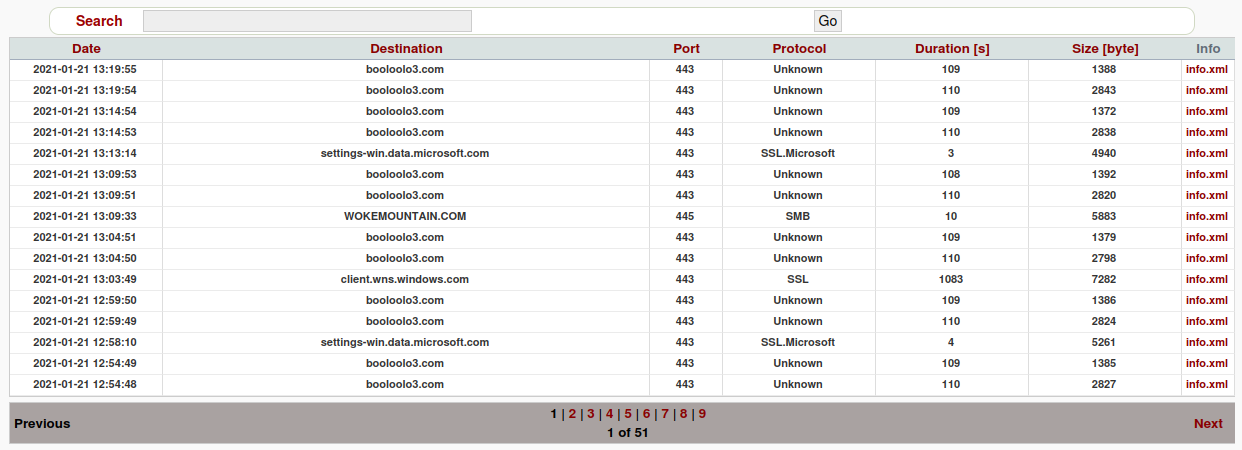 Search Go
Date Destination Port Protocol Duration [s] Size [byte] Info
2021-01-21 13:19:55 booloolo3.com 443 Unknown 109 1388 info.xml
2021-01-21 13:19:54 booloolo3.com 443 Unknown 110 2843 info.xml
2021-01-21 13:14:54 booloolo3.com 443 Unknown 109 1372 info.xml
2021-01-21 13:14:53 booloolo3.com 443 Unknown 110 2838 info.xml
2021-01-21 13:13:14 settings-win.data.microsoft.com 443 SSL.Microsoft 3 4940 info.xml
2021-01-21 13:09:53 booloolo3.com 443 Unknown 108 1392 info.xml
2021-01-21 13:09:51 booloolo3.com 443 Unknown 110 2820 info.xml
2021-01-21 13:09:33 WOKEMOUNTAIN.COM 445 SMB 10 5883 info.xml
2021-01-21 13:04:51 booloolo3.com 443 Unknown 109 1379 info.xml
2021-01-21 13:04:50 booloolo3.com 443 Unknown 110 2798 info.xml
2021-01-21 13:03:49 client.wns.windows.com 443 SSL 1083 7282 info.xml
2021-01-21 12:59:50 booloolo3.com 443 Unknown 109 1386 info.xml
2021-01-21 12:59:49 booloolo3.com 443 Unknown 110 2824 info.xml
2021-01-21 12:58:10 settings-win.data.microsoft.com 443 SSL.Microsoft 4 5261 info.xml
2021-01-21 12:54:49 booloolo3.com 443 Unknown 109 1385 info.xml
2021-01-21 12:54:48 booloolo3.com 443 Unknown 110 2827 info.xml
1 | 2 | 3 | 4 | 5 | 6 | 7 | 8 | 9
Previous Next
1 of 51